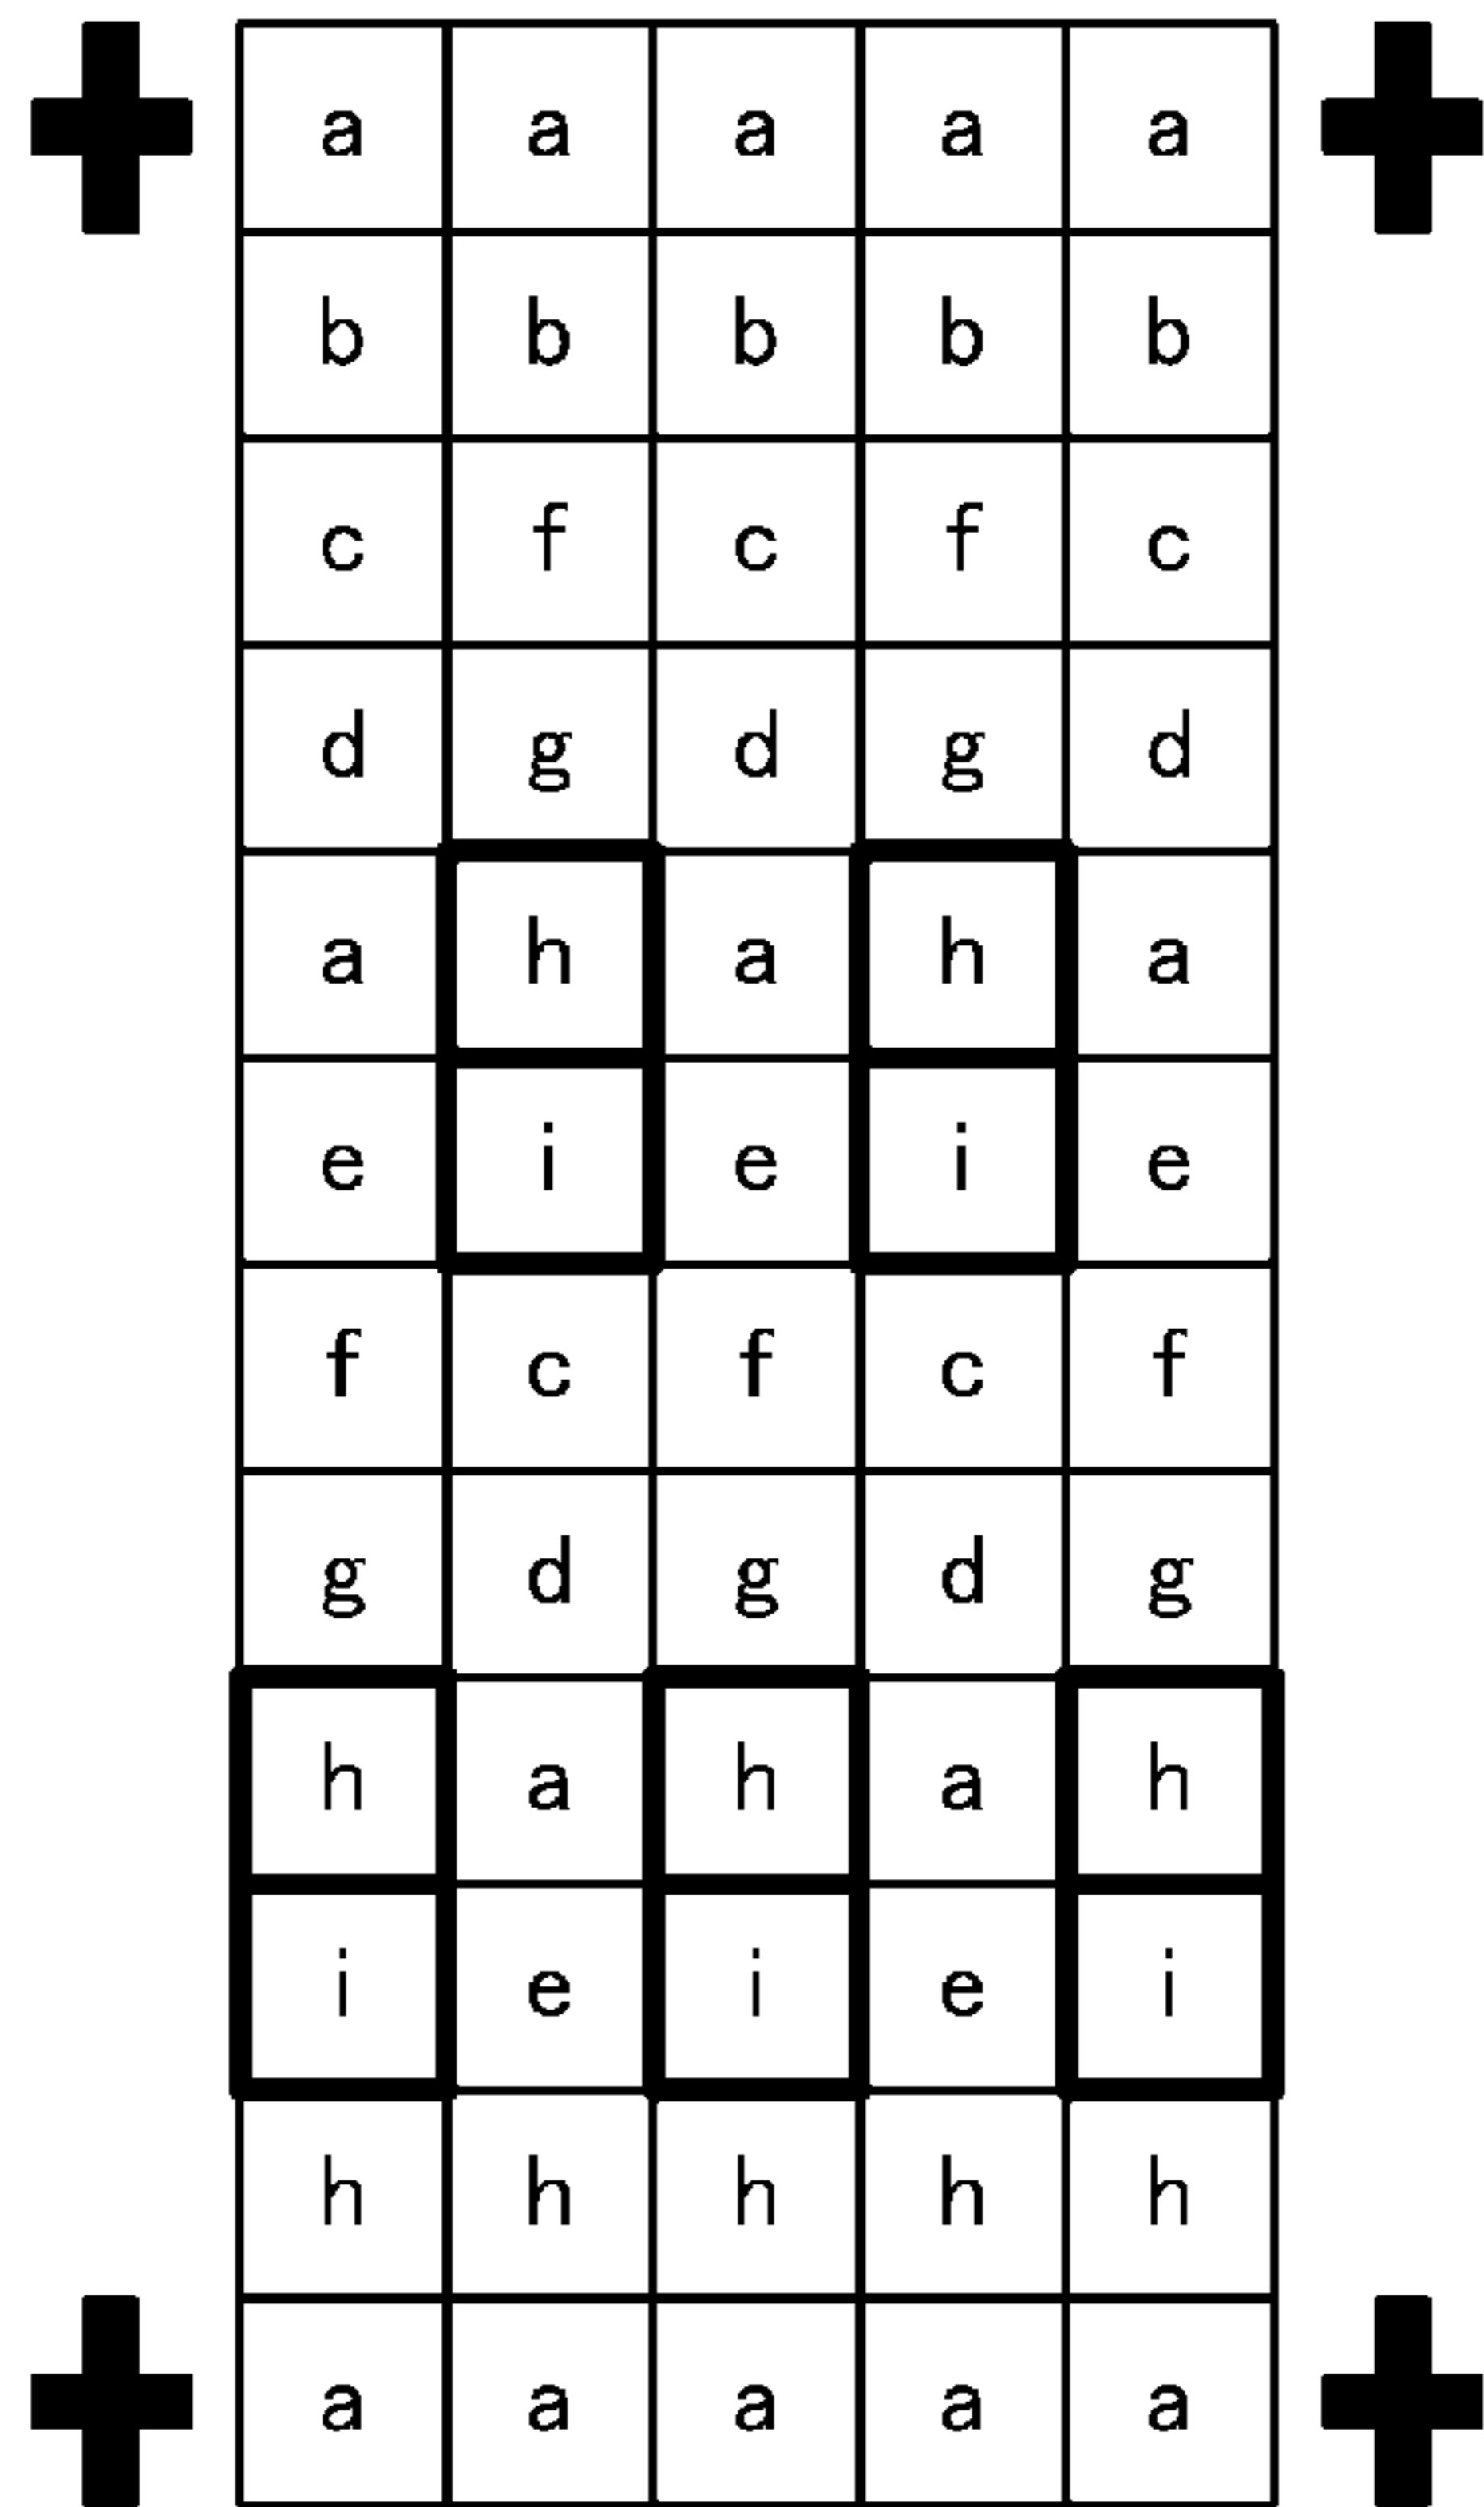 a a a a a
b b b b b
c f c f c
d g d g d
a h a h a
e i e i e
f c f c f
g d g d g
h a h a h
i e i e i
h h h h h
a a a a a